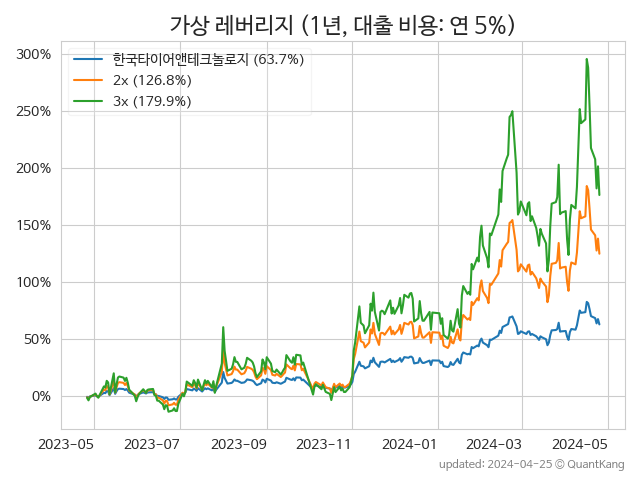 가상 레버리지 (1년, 대출 비용: 연 5%)
한국타이어앤테크놀로지 (63.7%)
2x (126.8%)
3x (179.9%)
300%
250%
200%
150%
100%
50%
0%
2023-05 2023-07 2023-09 2023-11 2024-01 2024-03 2024-05
updated: 2024-04-25 © QuantKang